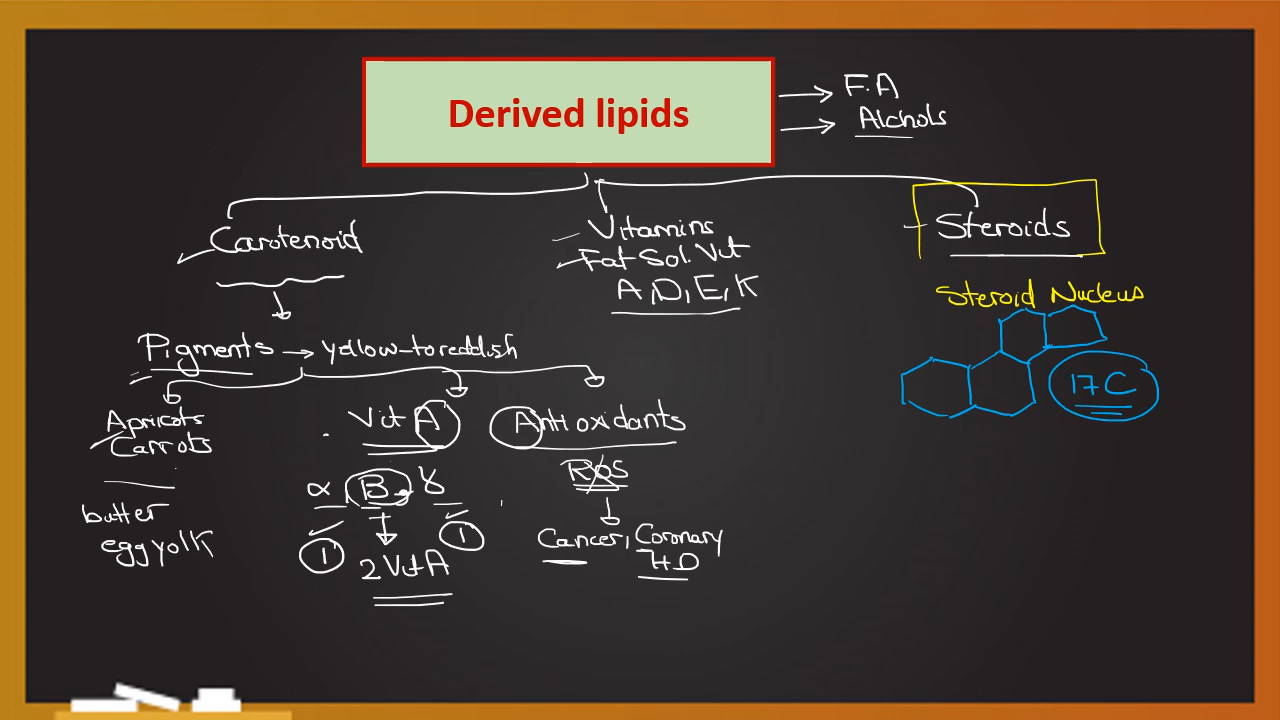 Derived lipids
F.A
Alchols
Carotenoid
Vitamins
Fat Sol. Vit
A, D, E, K
Steroids
Steroid Nucleus
17 C
Pigments → yellow-to reddish
Apricots
Carrots
butter
egg yolk
Vit A
α B γ
1 1
2 Vit A
Antioxidants
ROS
Cancer, Coronary
HD